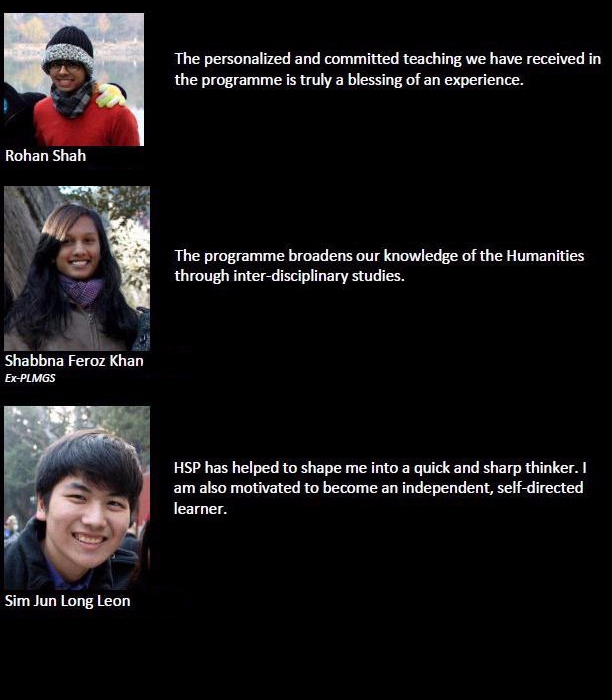 The personalized and committed teaching we have received in
the programme is truly a blessing of an experience.
Rohan Shah
The programme broadens our knowledge of the Humanities
through inter-disciplinary studies.
Shabbna Feroz Khan
Ex-PLMGS
HSP has helped to shape me into a quick and sharp thinker. I
am also motivated to become an independent, self-directed
learner.
Sim Jun Long Leon